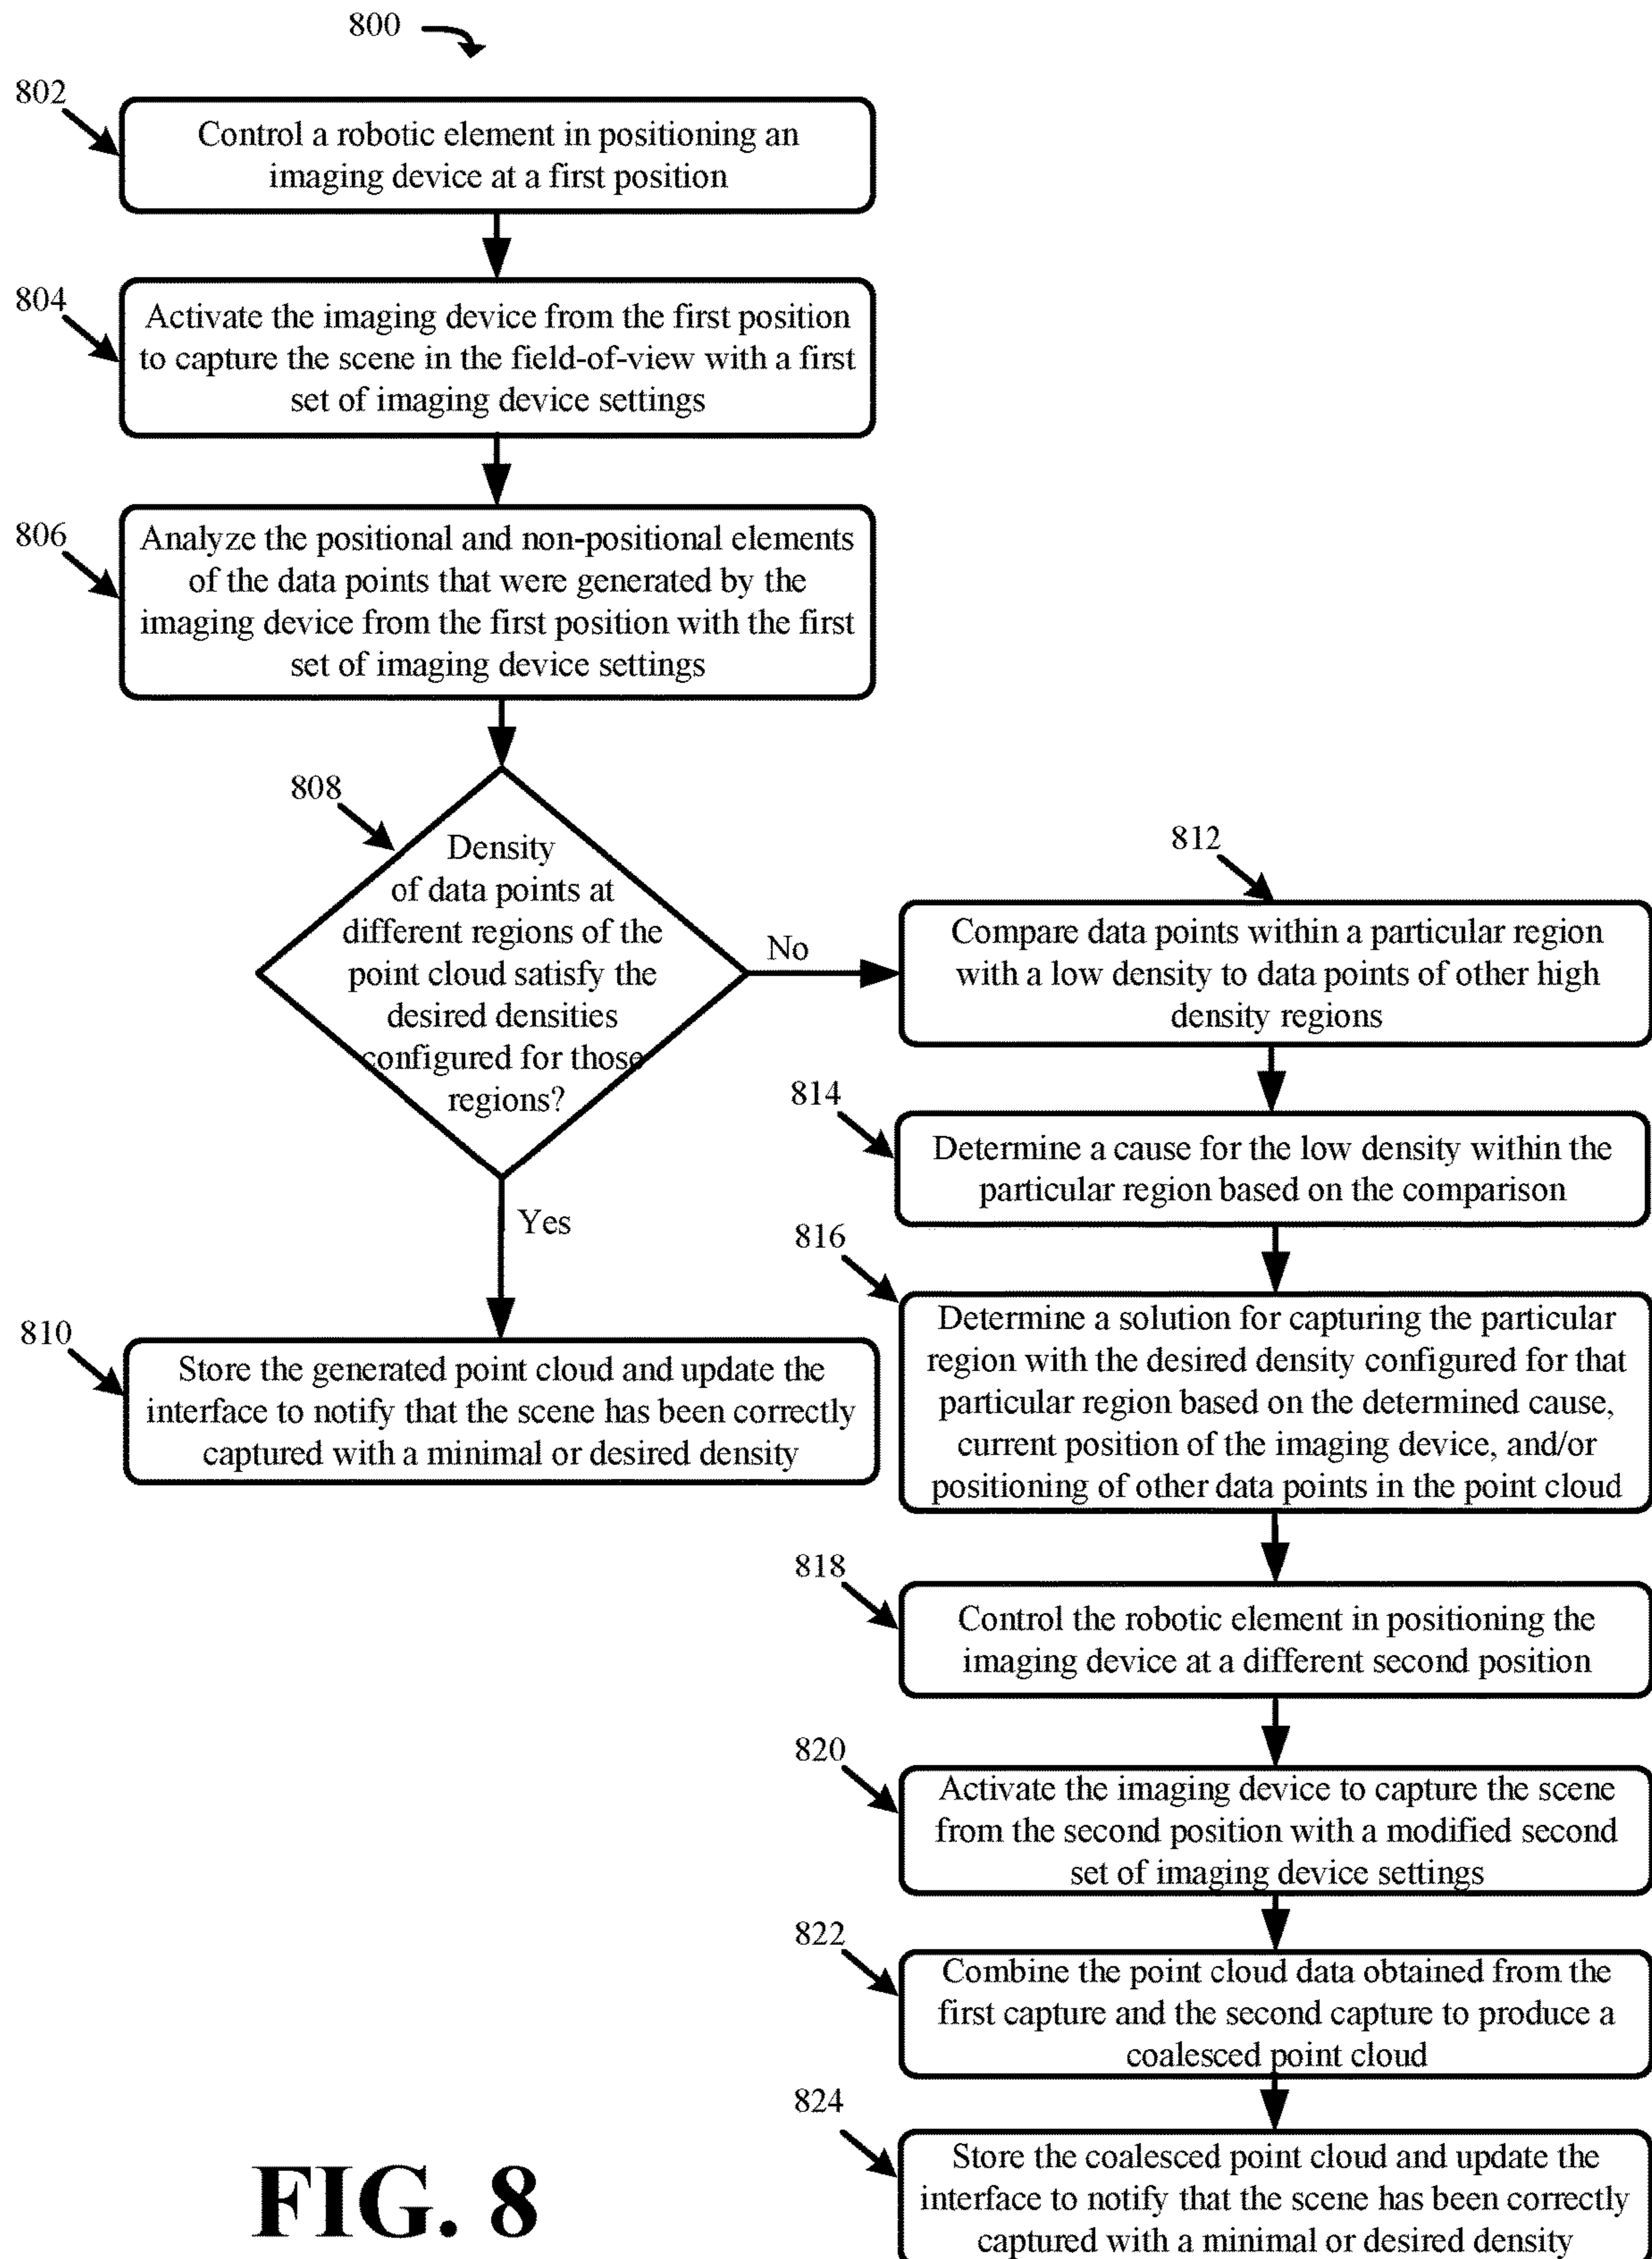 800
802
Control a robotic element in positioning an
imaging device at a first position
804
Activate the imaging device from the first position
to capture the scene in the field-of-view with a first
set of imaging device settings
806
Analyze the positional and non-positional elements
of the data points that were generated by the
imaging device from the first position with the first
set of imaging device settings
808
Density
of data points at
different regions of the
point cloud satisfy the
desired densities
configured for those
regions?
No
Yes
810
Store the generated point cloud and update the
interface to notify that the scene has been correctly
captured with a minimal or desired density
812
Compare data points within a particular region
with a low density to data points of other high
density regions
814
Determine a cause for the low density within the
particular region based on the comparison
816
Determine a solution for capturing the particular
region with the desired density configured for that
particular region based on the determined cause,
current position of the imaging device, and/or
positioning of other data points in the point cloud
818
Control the robotic element in positioning the
imaging device at a different second position
820
Activate the imaging device to capture the scene
from the second position with a modified second
set of imaging device settings
822
Combine the point cloud data obtained from the
first capture and the second capture to produce a
coalesced point cloud
824
Store the coalesced point cloud and update the
interface to notify that the scene has been correctly
captured with a minimal or desired density
FIG. 8